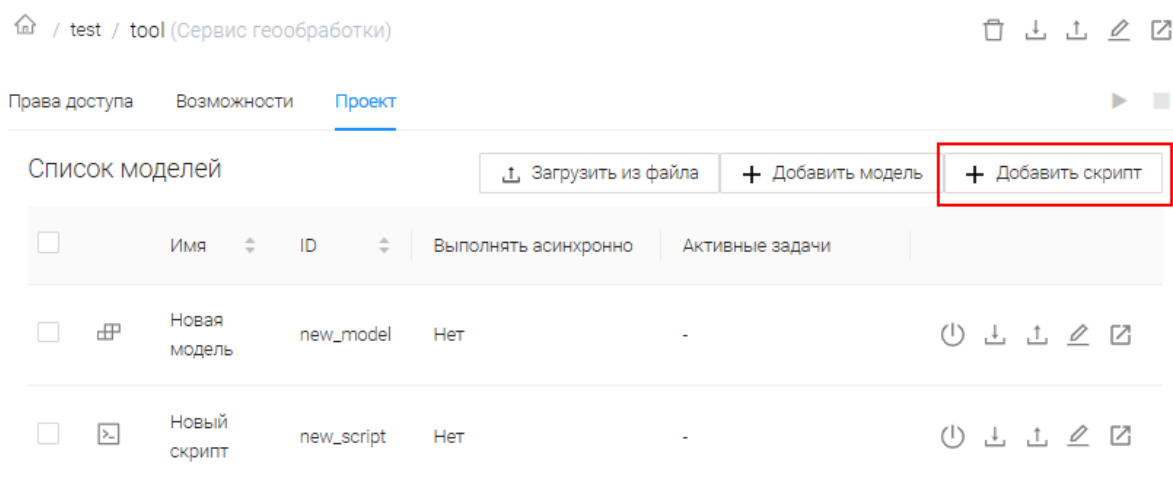 / test / tool (Сервис геообработки)
Права доступа Возможности Проект
Список моделей Загрузить из файла + Добавить модель + Добавить скрипт
Имя ID Выполнять асинхронно Активные задачи
Новая
модель new_model Нет -
Новый
скрипт new_script Нет -